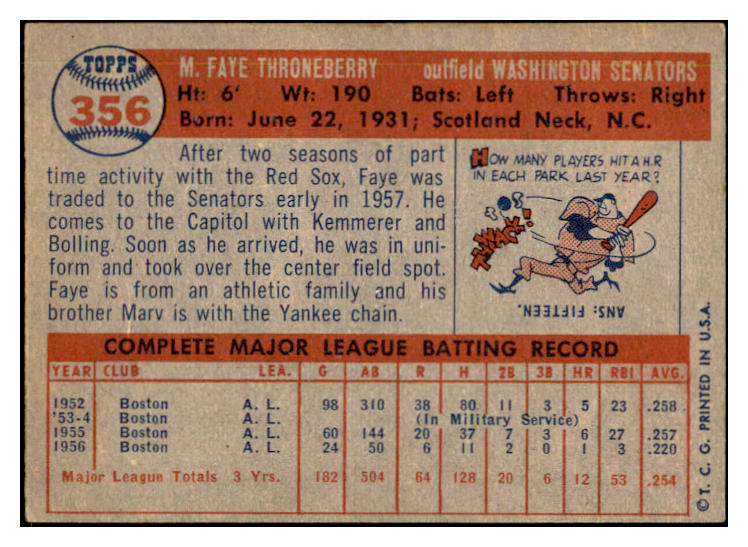 TOPPS
356
M. FAYE THRONEBERRY outfield WASHINGTON SENATORS
Ht: 6' Wt: 190 Bats: Left Throws: Right
Born: June 22, 1931; Scotland Neck, N.C.
After two seasons of part
time activity with the Red Sox, Faye was
traded to the Senators early in 1957. He
comes to the Capitol with Kemmerer and
Bolling. Soon as he arrived, he was in uni-
form and took over the center field spot.
Faye is from an athletic family and his
brother Marv is with the Yankee chain.
HOW MANY PLAYERS HIT A H.R
IN EACH PARK LAST YEAR?
THWACK
ANS: FIFTEEN.
COMPLETE MAJOR LEAGUE BATTING RECORD
YEAR CLUB LEA. G AB R H 2B 3B HR RBI AVG.
1952 Boston A. L. 98 310 38 80 11 3 5 23 .258
'53-4 (In Military Service)
1955 Boston A. L. 60 144 20 37 7 3 6 27 .257
1956 Boston A. L. 24 50 6 11 2 0 1 3 .220
Major League Totals 3 Yrs. 182 504 64 128 20 6 12 53 .254
©T. C. G. PRINTED IN U.S.A.